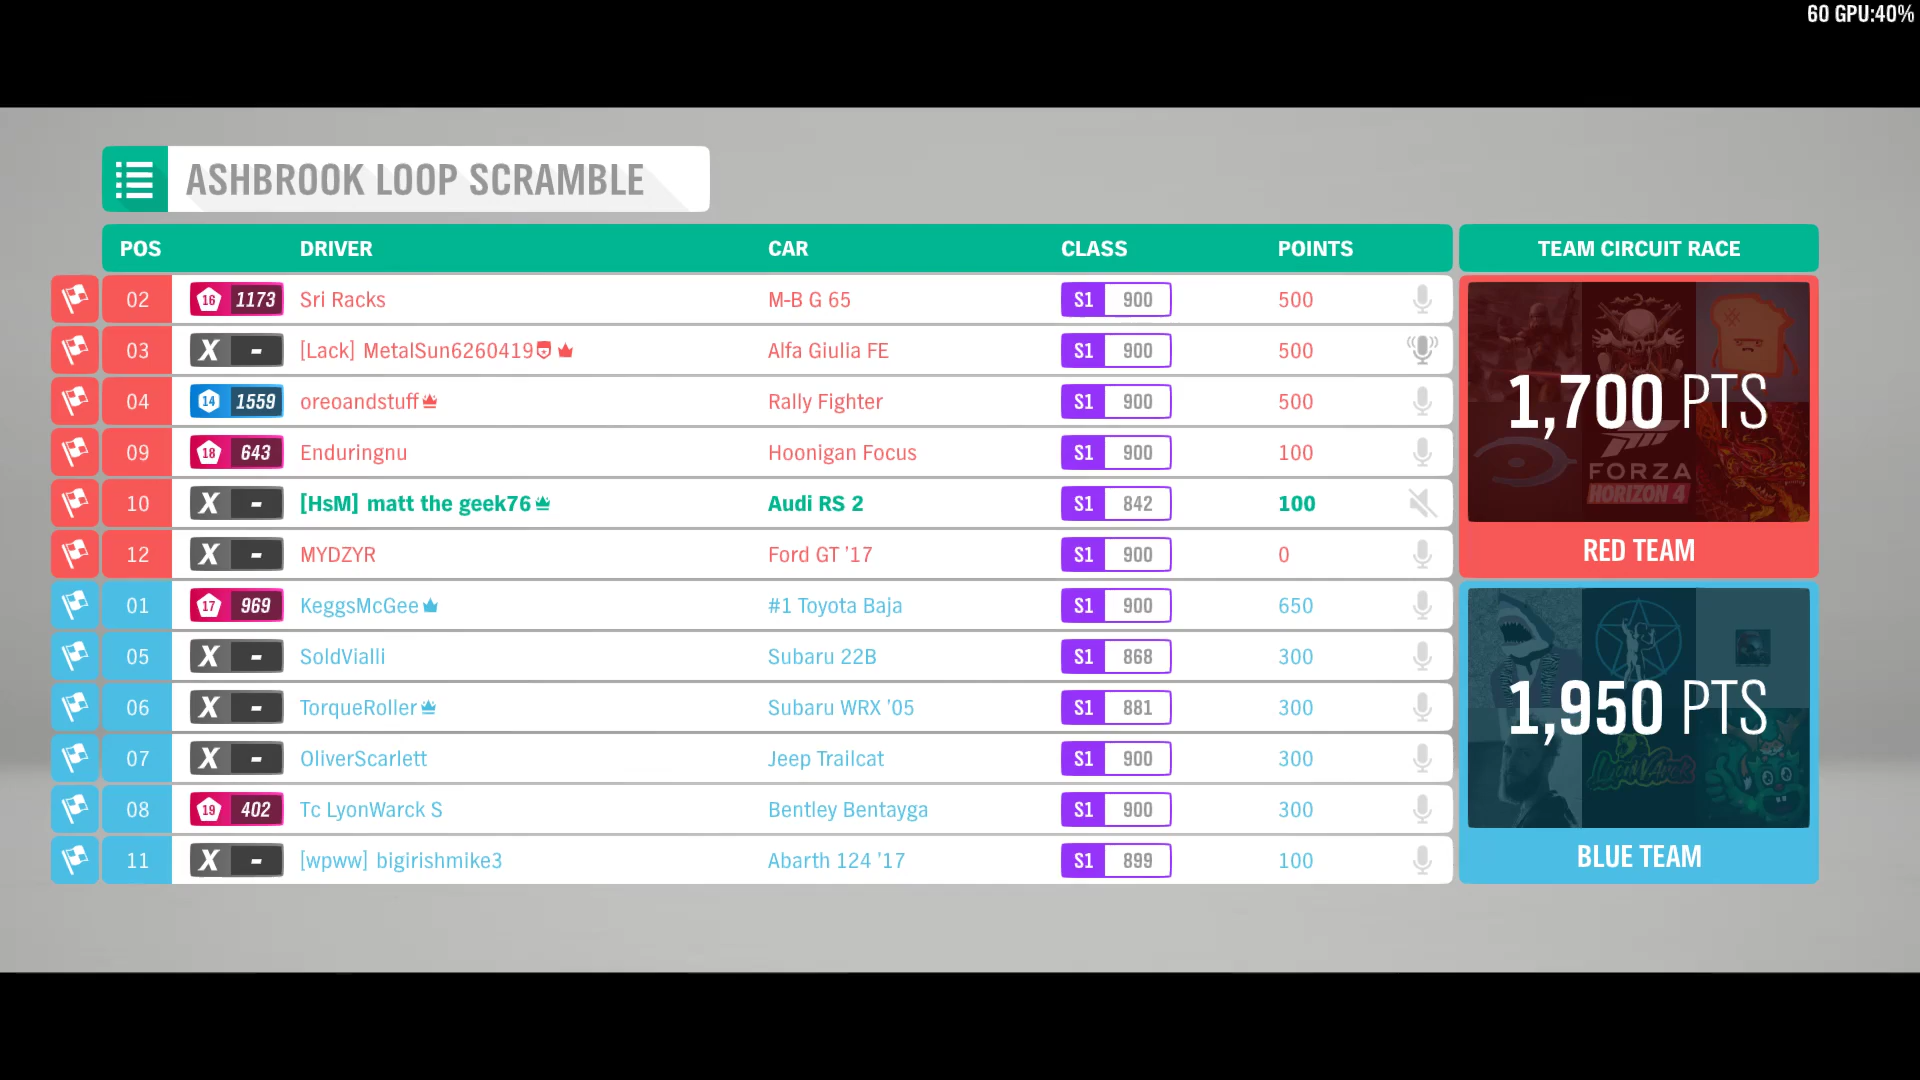 60 GPU:40%
ASHBROOK LOOP SCRAMBLE
POS DRIVER CAR CLASS POINTS TEAM CIRCUIT RACE
02 16 1173 Sri Racks M-B G 65 S1 900 500
03 X - [Lack] MetalSun6260419 Alfa Giulia FE S1 900 500
04 14 1559 oreoandstuff Rally Fighter S1 900 500
09 18 643 Enduringnu Hoonigan Focus S1 900 100
10 X - [HsM] matt the geek76 Audi RS 2 S1 842 100
12 X - MYDZYR Ford GT '17 S1 900 0
1,700 PTS
FORZA
HORIZON 4
RED TEAM
01 17 969 KeggsMcGee #1 Toyota Baja S1 900 650
05 X - SoldVialli Subaru 22B S1 868 300
06 X - TorqueRoller Subaru WRX '05 S1 881 300
07 X - OliverScarlett Jeep Trailcat S1 900 300
08 19 402 Tc LyonWarck S Bentley Bentayga S1 900 300
11 X - [wpww] bigirishmike3 Abarth 124 '17 S1 899 100
1,950 PTS
LyonWarck
BLUE TEAM